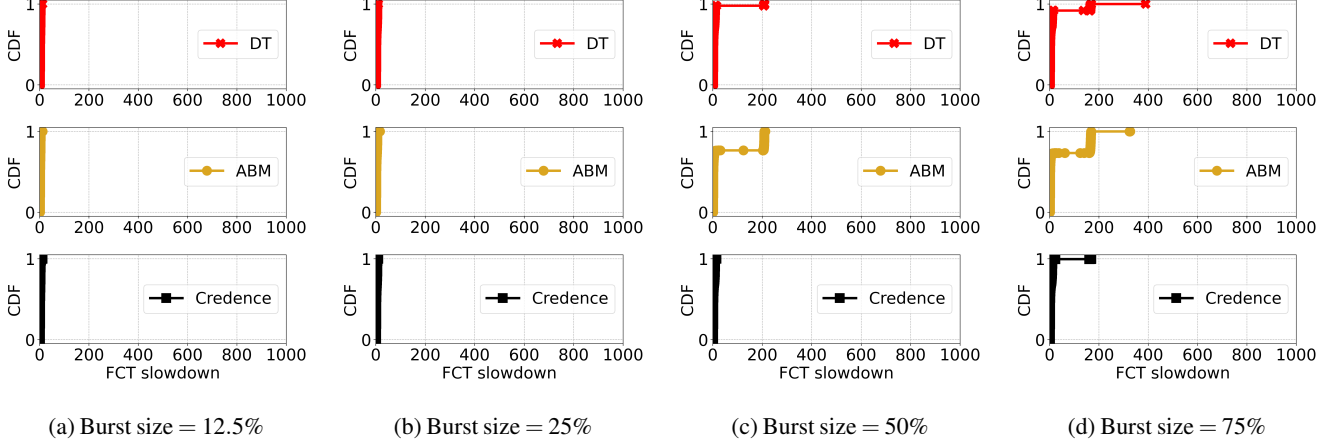 1
CDF
DT
0
0 200 400 600 800 1000
1
CDF
DT
0 200 400 600 800 1000
1
CDF
DT
0
0 200 400 600 800 1000
1
CDF
DT
0
0 200 400 600 800 1000
1
CDF
ABM
0
0 200 400 600 800 1000
1
CDF
ABM
0
0 200 400 600 800 1000
1
CDF
ABM
0
0 200 400 600 800 1000
1
CDF
ABM
0
0 200 400 600 800 1000
1
CDF
Credence
0
0 200 400 600 800 1000
FCT slowdown
1
CDF
Credence
0
0 200 400 600 800 1000
FCT slowdown
1
CDF
Credence
0
0 200 400 600 800 1000
FCT slowdown
1
CDF
Credence
0
0 200 400 600 800 1000
FCT slowdown
(a) Burst size = 12.5%
(b) Burst size = 25%
(c) Burst size = 50%
(d) Burst size = 75%